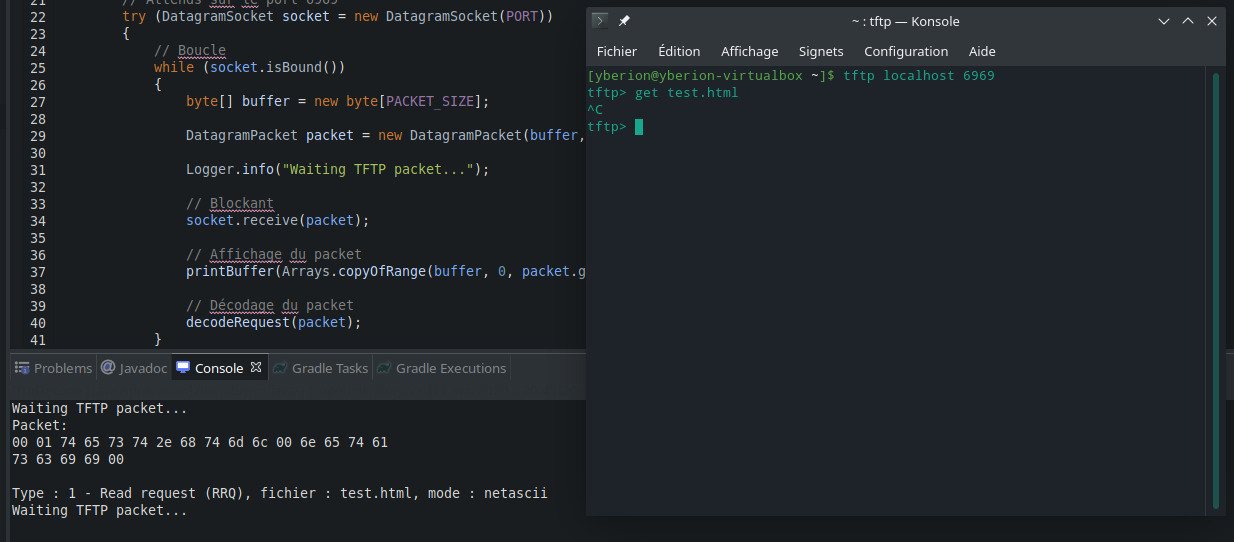 21 // Attends sur le port 6969
22 try (DatagramSocket socket = new DatagramSocket(PORT))
23 {
24 // Boucle
25 while (socket.isBound())
26 {
27 byte[] buffer = new byte[PACKET_SIZE];
28
29 DatagramPacket packet = new DatagramPacket(buffer,
30
31 Logger.info("Waiting TFTP packet...");
32
33 // Blockant
34 socket.receive(packet);
35
36 // Affichage du packet
37 printBuffer(Arrays.copyOfRange(buffer, 0, packet.g
38
39 // Décodage du packet
40 decodeRequest(packet);
41 }
~ : tftp — Konsole
Fichier Édition Affichage Signets Configuration Aide
[yberion@yberion-virtualbox ~]$ tftp localhost 6969
tftp> get test.html
^C
tftp>
Problems @ Javadoc Console Gradle Tasks Gradle Executions
Waiting TFTP packet...
Packet:
00 01 74 65 73 74 2e 68 74 6d 6c 00 6e 65 74 61
73 63 69 69 00
Type : 1 - Read request (RRQ), fichier : test.html, mode : netascii
Waiting TFTP packet...